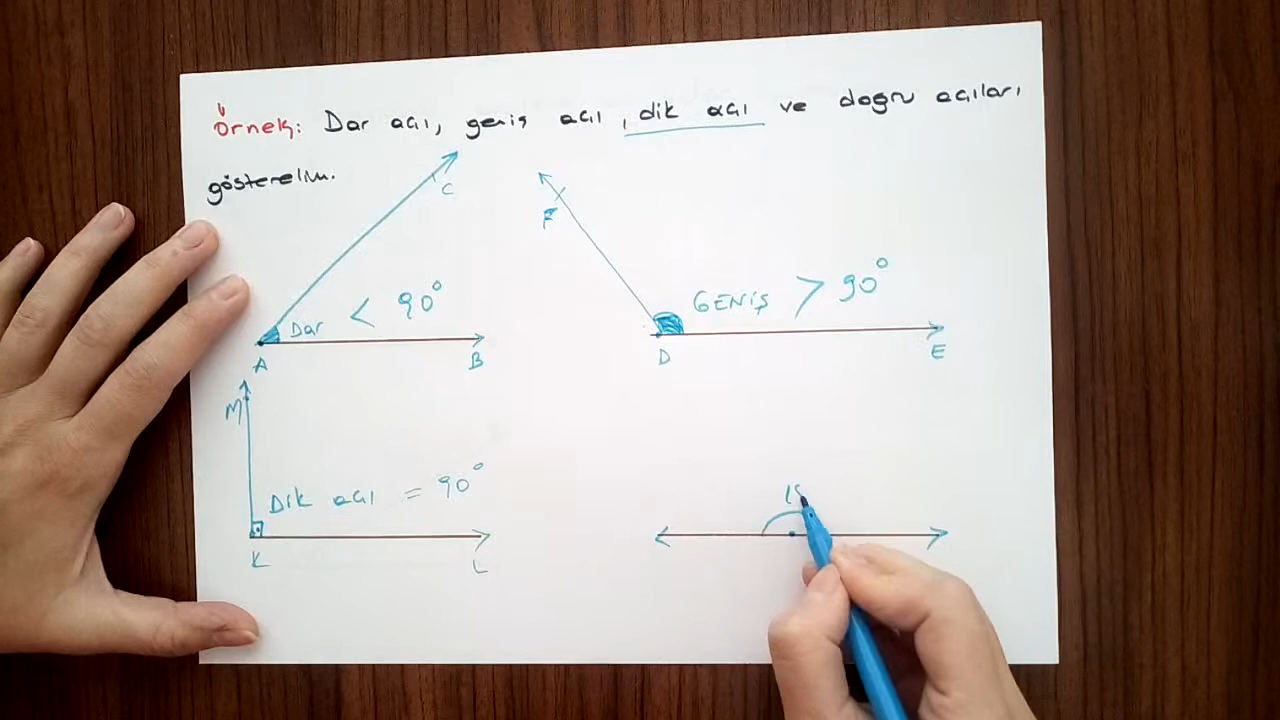 Örnek: Dar açı, geniş açı, dik açı ve doğru açıları
gösterelim.
C
F
Dar < 90°
GENİŞ > 90°
A
B
D
E
M
Dik açı = 90°
K
L